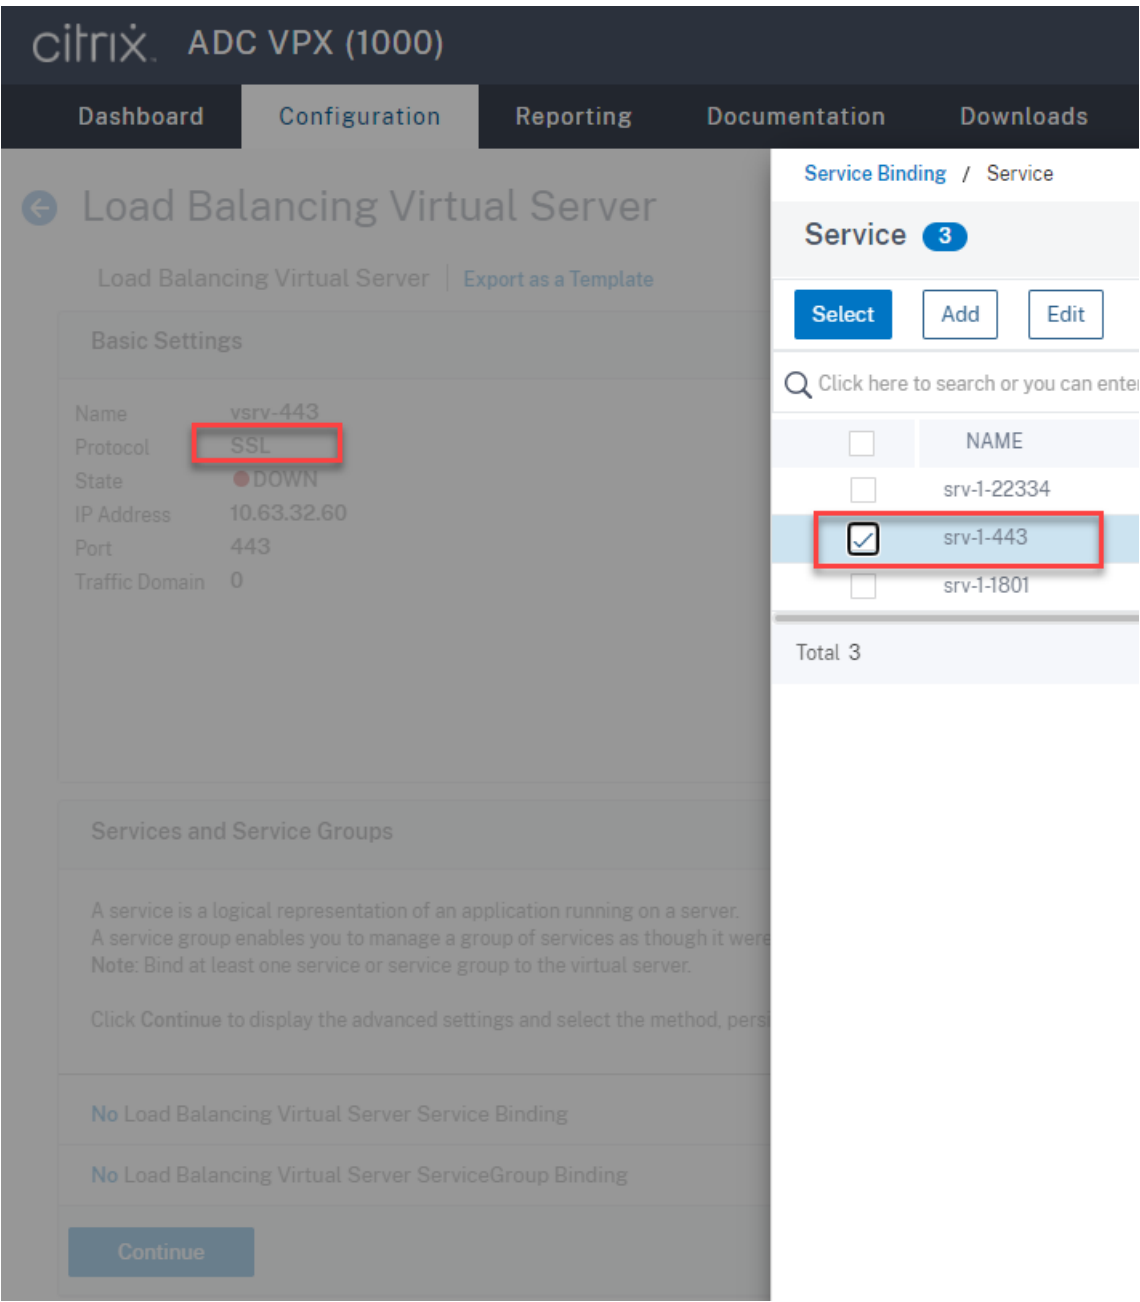 citrix. ADC VPX (1000)
Dashboard Configuration Reporting Documentation Downloads
Load Balancing Virtual Server
Load Balancing Virtual Server Export as a Template
Basic Settings
Name vsrv-443
Protocol SSL
State DOWN
IP Address 10.63.32.60
Port 443
Traffic Domain 0
Services and Service Groups
A service is a logical representation of an application running on a server.
A service group enables you to manage a group of services as though it were
Note: Bind at least one service or service group to the virtual server.
Click Continue to display the advanced settings and select the method, persi
No Load Balancing Virtual Server Service Binding
No Load Balancing Virtual Server ServiceGroup Binding
Continue
Service Binding / Service
Service 3
Select Add Edit
Click here to search or you can enter
NAME
srv-1-22334
srv-1-443
srv-1-1801
Total 3